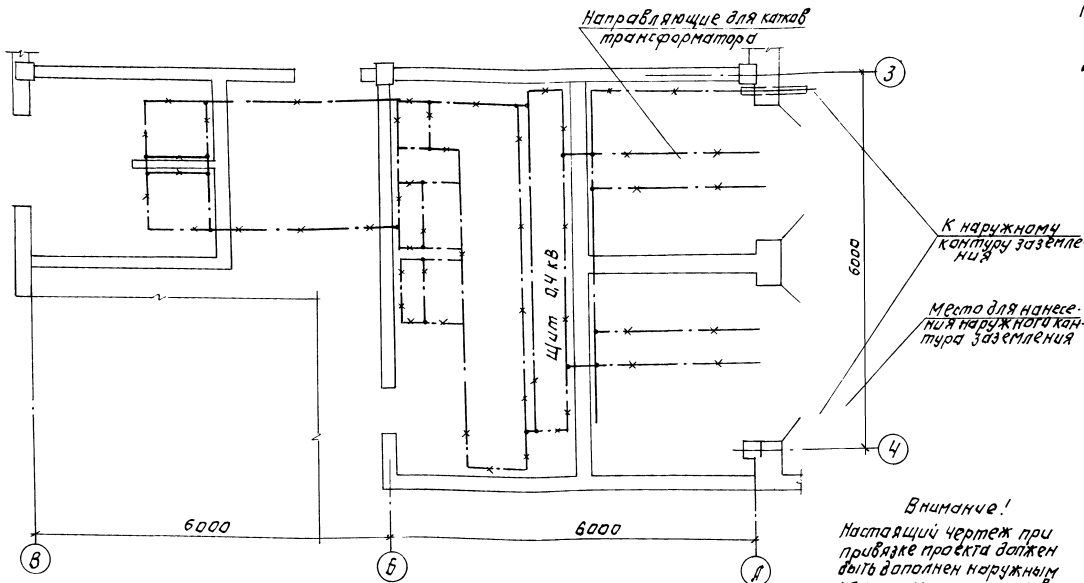 Направляющие для катков
трансформатора
3
К наружному
контуру заземле-
ния
6000
Щит 0,4 кВ
Место для нанесе-
ния наружного кон-
тура заземления
4
Внимание!
Настоящий чертеж при
привязке проекта должен
быть дополнен наружным
6000
6000
В
Б
А